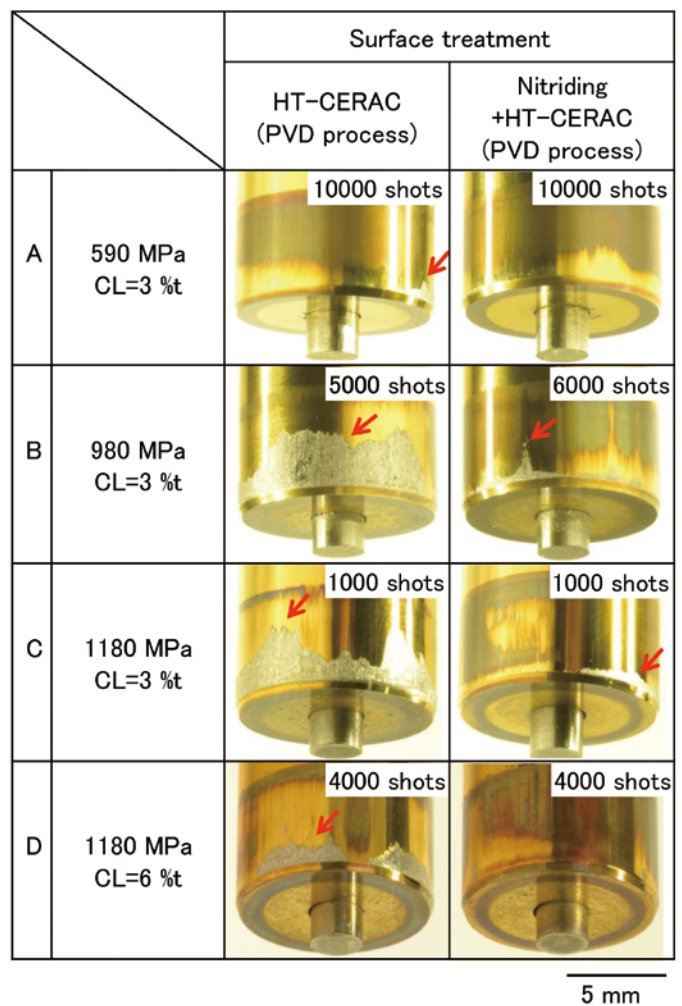 Surface treatment
HT-CERAC
(PVD process)
Nitriding
+HT-CERAC
(PVD process)
A
590 MPa
CL=3 %t
10000 shots
10000 shots
B
980 MPa
CL=3 %t
5000 shots
6000 shots
C
1180 MPa
CL=3 %t
1000 shots
1000 shots
D
1180 MPa
CL=6 %t
4000 shots
4000 shots
5 mm